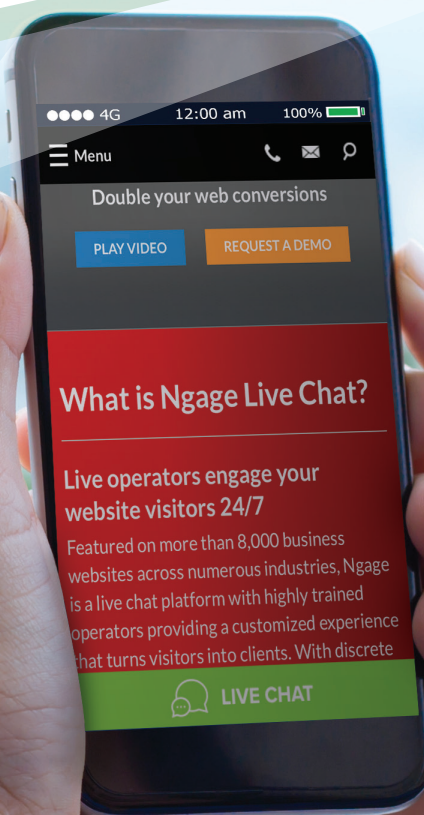 4G 12:00 am 100%
Menu
Double your web conversions
PLAY VIDEO REQUEST A DEMO
What is Ngage Live Chat?
Live operators engage your
website visitors 24/7
Featured on more than 8,000 business
websites across numerous industries, Ngage
is a live chat platform with highly trained
operators providing a customized experience
that turns visitors into clients. With discrete
LIVE CHAT